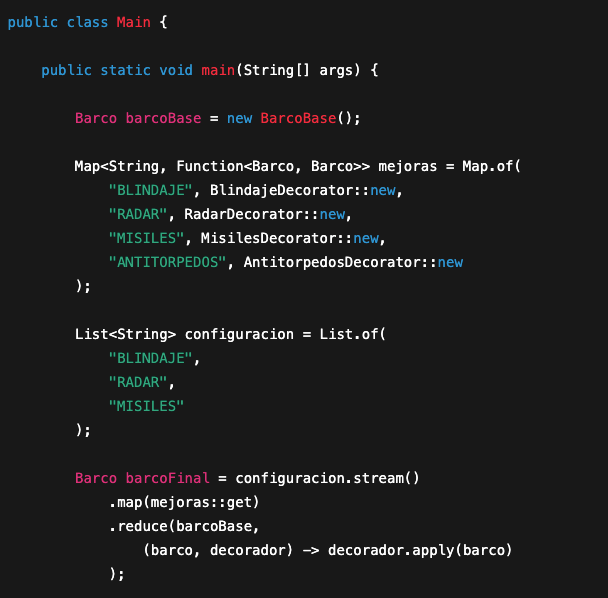 public class Main {
public static void main(String[] args) {
Barco barcoBase = new BarcoBase();
Map<String, Function<Barco, Barco>> mejoras = Map.of(
"BLINDAJE", BlindajeDecorator::new,
"RADAR", RadarDecorator::new,
"MISILES", MisilesDecorator::new,
"ANTITORPEDOS", AntitorpedosDecorator::new
);
List<String> configuracion = List.of(
"BLINDAJE",
"RADAR",
"MISILES"
);
Barco barcoFinal = configuracion.stream()
.map(mejoras::get)
.reduce(barcoBase,
(barco, decorador) -> decorador.apply(barco)
);